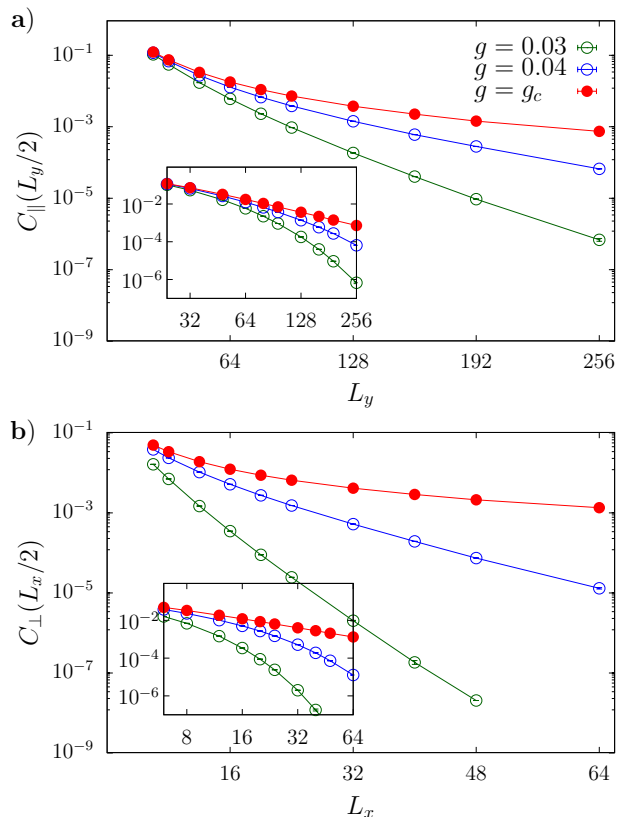 a)
10^{-1}
10^{-3}
10^{-5}
10^{-7}
10^{-9}
C_∥(L_y/2)
g = 0.03
g = 0.04
g = g_c
10^{-2}
10^{-4}
10^{-6}
32 64 128 256
64 128 192 256
L_y
b)
10^{-1}
10^{-3}
10^{-5}
10^{-7}
10^{-9}
C_⊥(L_x/2)
10^{-2}
10^{-4}
10^{-6}
8 16 32 64
16 32 48 64
L_x